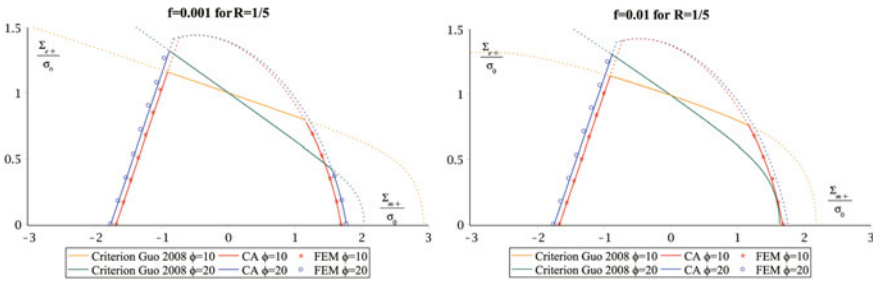 f=0.001 for R=1/5
1.5
Σe+
σ0
1
0.5
Σm+
σ0
0
−3 −2 −1 0 1 2 3
Criterion Guo 2008 ϕ=10 CA ϕ=10 FEM ϕ=10
Criterion Guo 2008 ϕ=20 CA ϕ=20 FEM ϕ=20
f=0.01 for R=1/5
1.5
Σe+
σ0
1
0.5
Σm+
σ0
0
−3 −2 −1 0 1 2 3
Criterion Guo 2008 ϕ=10 CA ϕ=10 FEM ϕ=10
Criterion Guo 2008 ϕ=20 CA ϕ=20 FEM ϕ=20